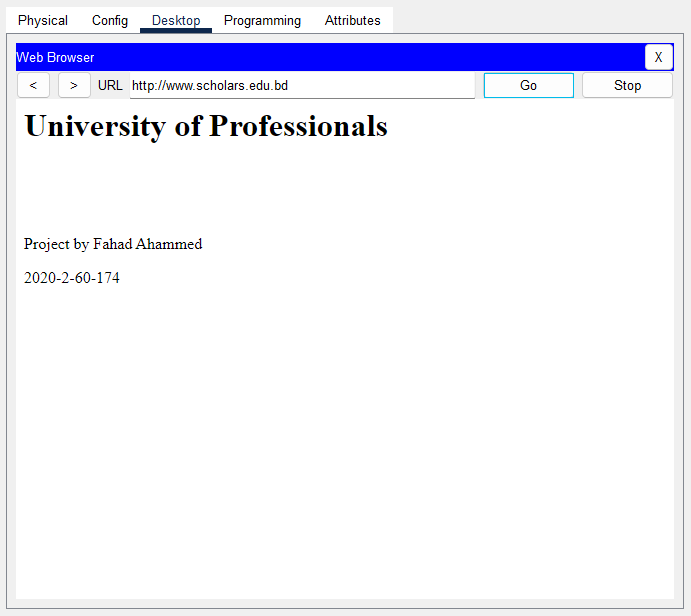 Physical Config Desktop Programming Attributes
Web Browser X
< > URL http://www.scholars.edu.bd Go Stop
University of Professionals
Project by Fahad Ahammed
2020-2-60-174